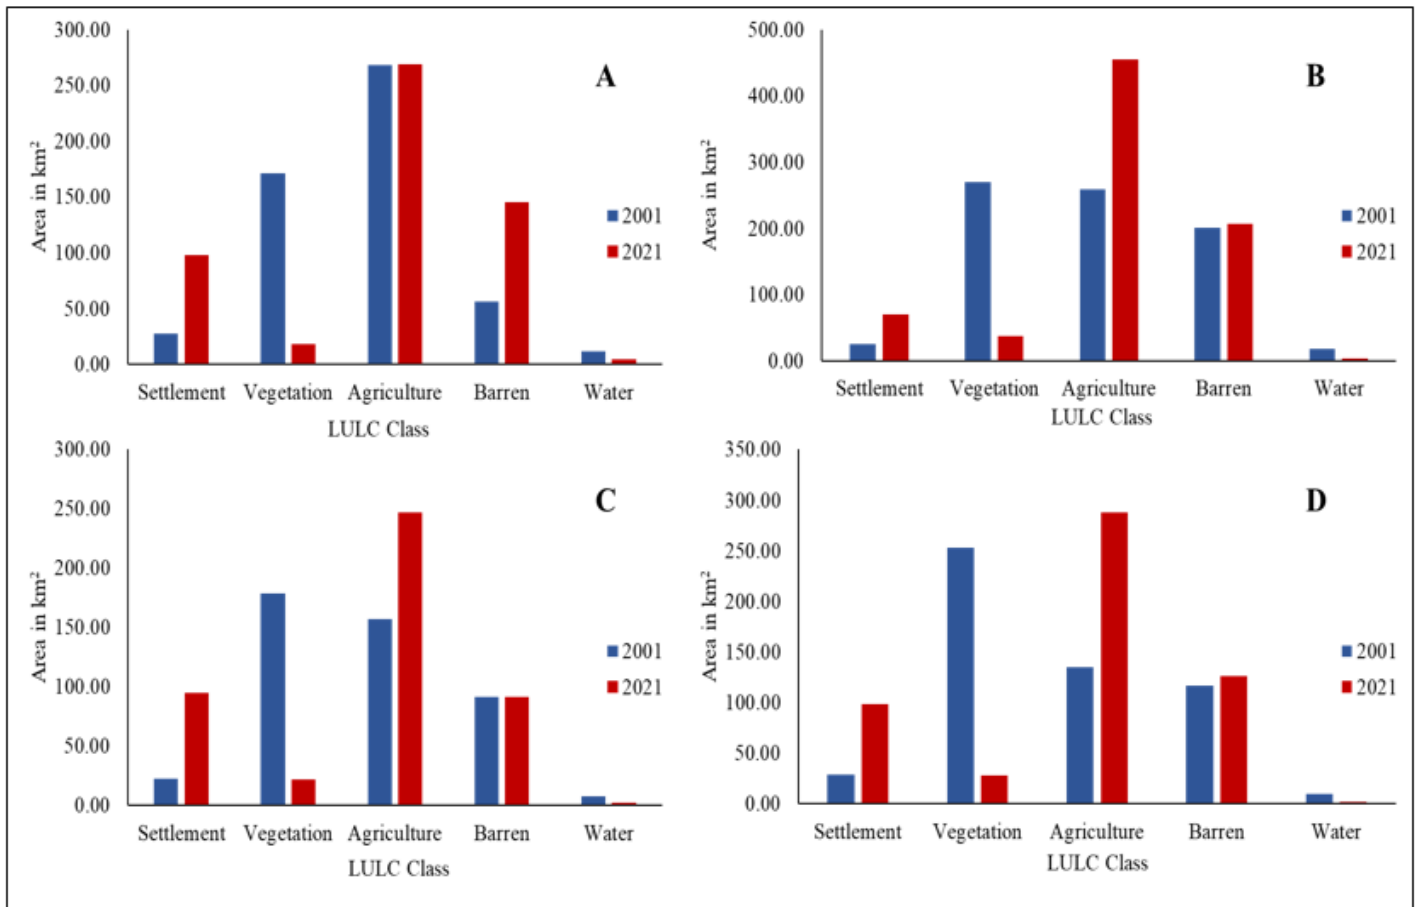 300.00
250.00
200.00
150.00
100.00
50.00
0.00
Area in km²
A
2001
2021
Settlement Vegetation Agriculture Barren Water
LULC Class
500.00
400.00
300.00
200.00
100.00
0.00
Area in km²
B
2001
2021
Settlement Vegetation Agriculture Barren Water
LULC Class
300.00
250.00
200.00
150.00
100.00
50.00
0.00
Area in km²
C
2001
2021
Settlement Vegetation Agriculture Barren Water
LULC Class
350.00
300.00
250.00
200.00
150.00
100.00
50.00
0.00
Area in km²
D
2001
2021
Settlement Vegetation Agriculture Barren Water
LULC Class